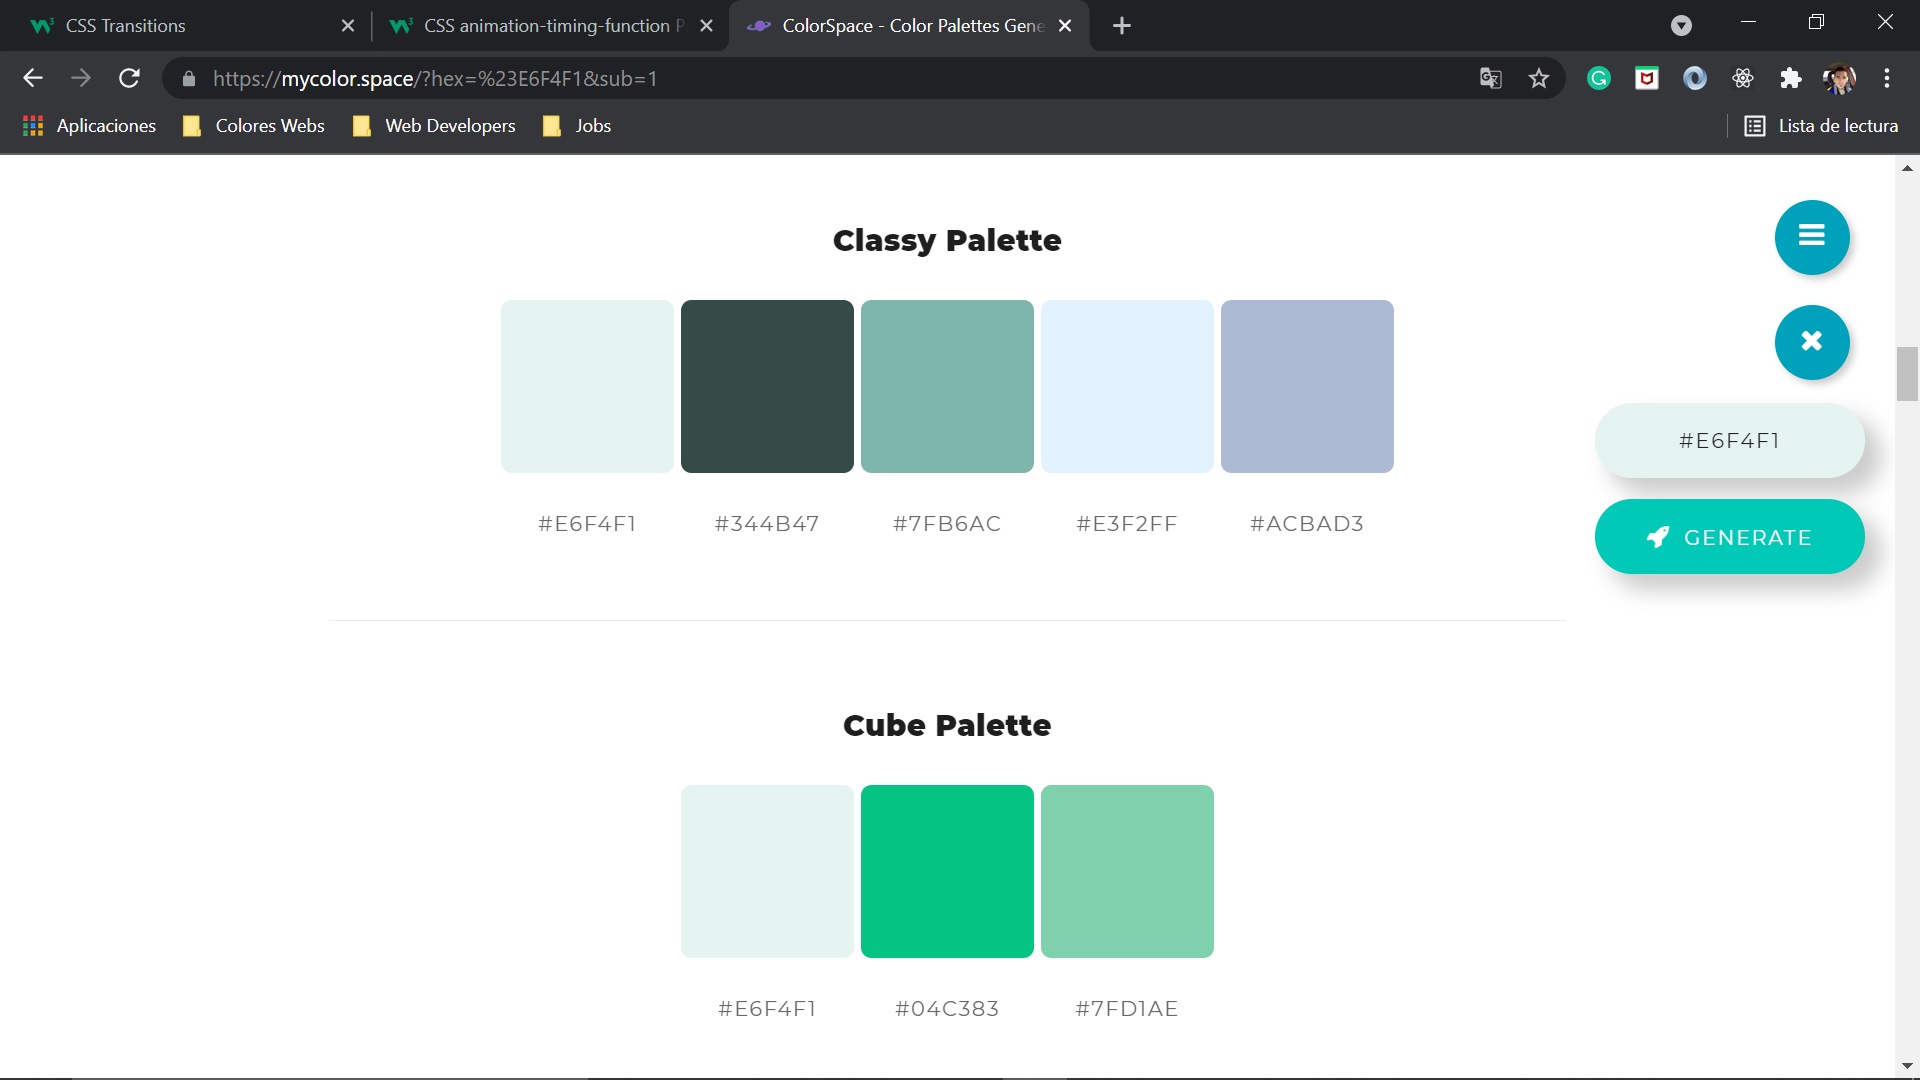 CSS Transitions
CSS animation-timing-function P
ColorSpace - Color Palettes Gene
https://mycolor.space/?hex=%23E6F4F1&sub=1
Aplicaciones
Colores Webs
Web Developers
Jobs
Lista de lectura
Classy Palette
#E6F4F1
#344B47
#7FB6AC
#E3F2FF
#ACBAD3
#E6F4F1
GENERATE
Cube Palette
#E6F4F1
#04C383
#7FD1AE